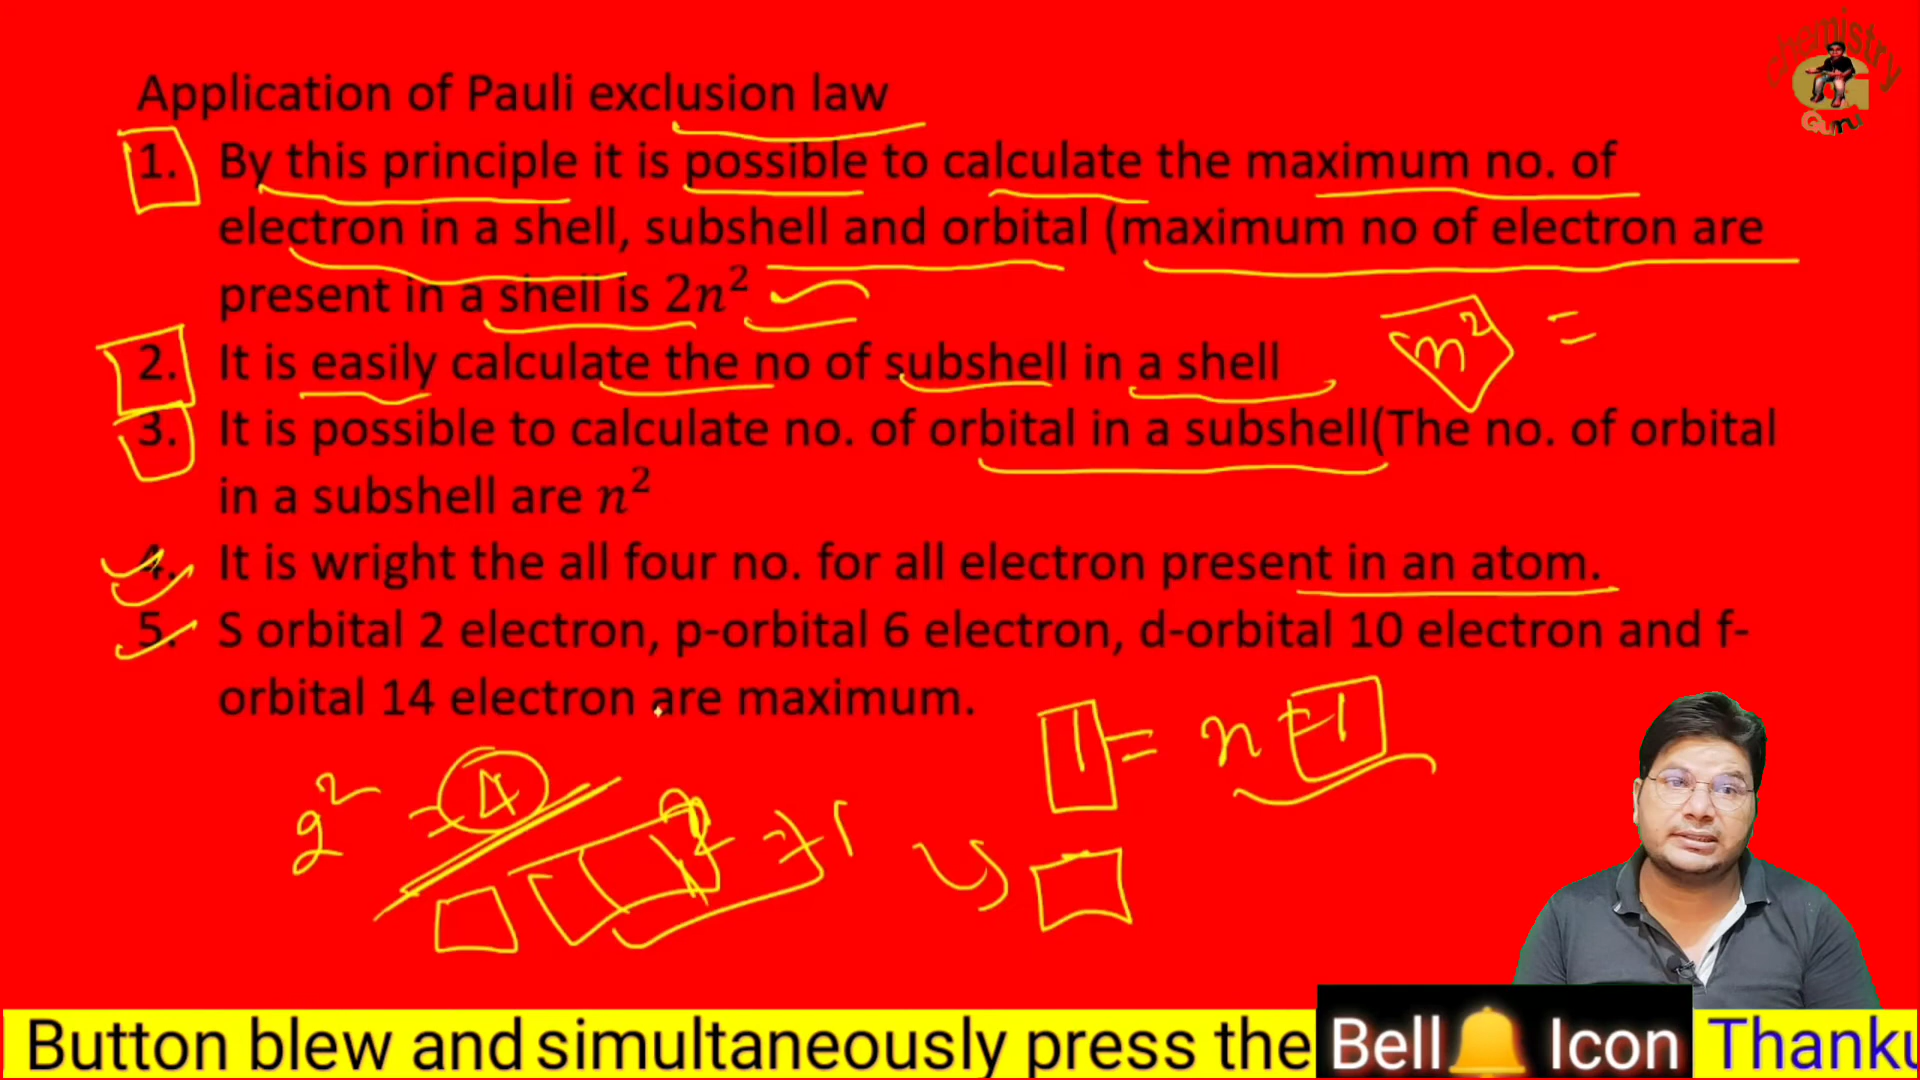 Chemistry
G
Guru
Application of Pauli exclusion law
1. By this principle it is possible to calculate the maximum no. of
electron in a shell, subshell and orbital (maximum no of electron are
present in a shell is 2n²
n² =
2. It is easily calculate the no of subshell in a shell
3. It is possible to calculate no. of orbital in a subshell(The no. of orbital
in a subshell are n²
4. It is wright the all four no. for all electron present in an atom.
5. S orbital 2 electron, p-orbital 6 electron, d-orbital 10 electron and f-
orbital 14 electron are maximum.
2² = 4
Button blew and simultaneously press the Bell🔔 Icon Thanku